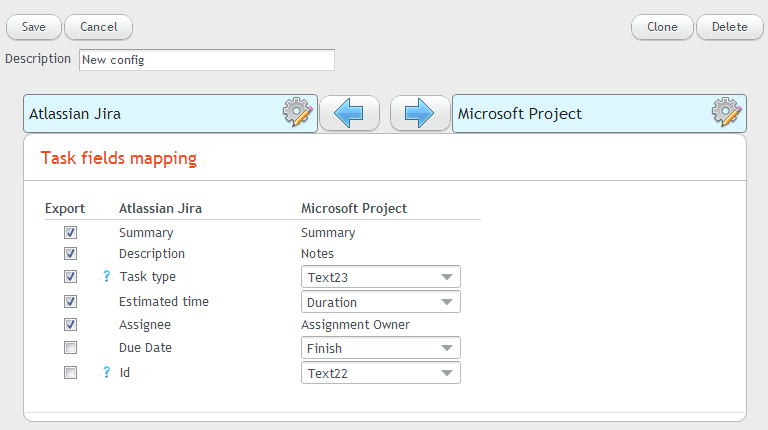 Save Cancel Clone Delete
Description New config
Atlassian Jira Microsoft Project
Task fields mapping
Export Atlassian Jira Microsoft Project
Summary Summary
Description Notes
? Task type Text23
Estimated time Duration
Assignee Assignment Owner
Due Date Finish
? Id Text22